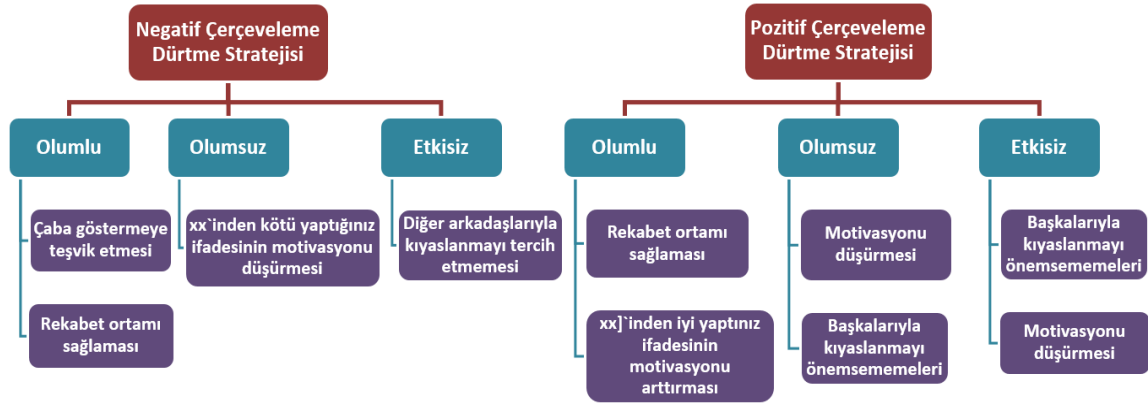 Negatif Çerçeveleme
Dürtme Stratejisi
Olumlu
Çaba göstermeye
teşvik etmesi
Rekabet ortamı
sağlaması
Olumsuz
xx`inden kötü yaptığınız
ifadesinin motivasyonu
düşürmesi
Etkisiz
Diğer arkadaşlarıyla
kıyaslanmayı tercih
etmemesi
Pozitif Çerçeveleme
Dürtme Stratejisi
Olumlu
Rekabet ortamı
sağlaması
xx]`inden iyi yaptınız
ifadesinin
motivasyonu
arttırması
Olumsuz
Motivasyonu
düşürmesi
Başkalarıyla
kıyaslanmayı
önemsememeleri
Etkisiz
Başkalarıyla
kıyaslanmayı
önemsememeleri
Motivasyonu
düşürmesi